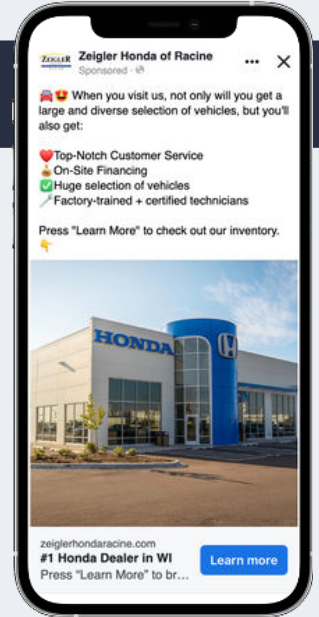 ZEIGLER
Zeigler Honda of Racine
Sponsored ·
When you visit us, not only will you get a
large and diverse selection of vehicles, but you'll
also get:
Top-Notch Customer Service
On-Site Financing
Huge selection of vehicles
Factory-trained + certified technicians
Press "Learn More" to check out our inventory.
HONDA
zeiglerhondaracine.com
#1 Honda Dealer in WI
Learn more
Press "Learn More" to br...